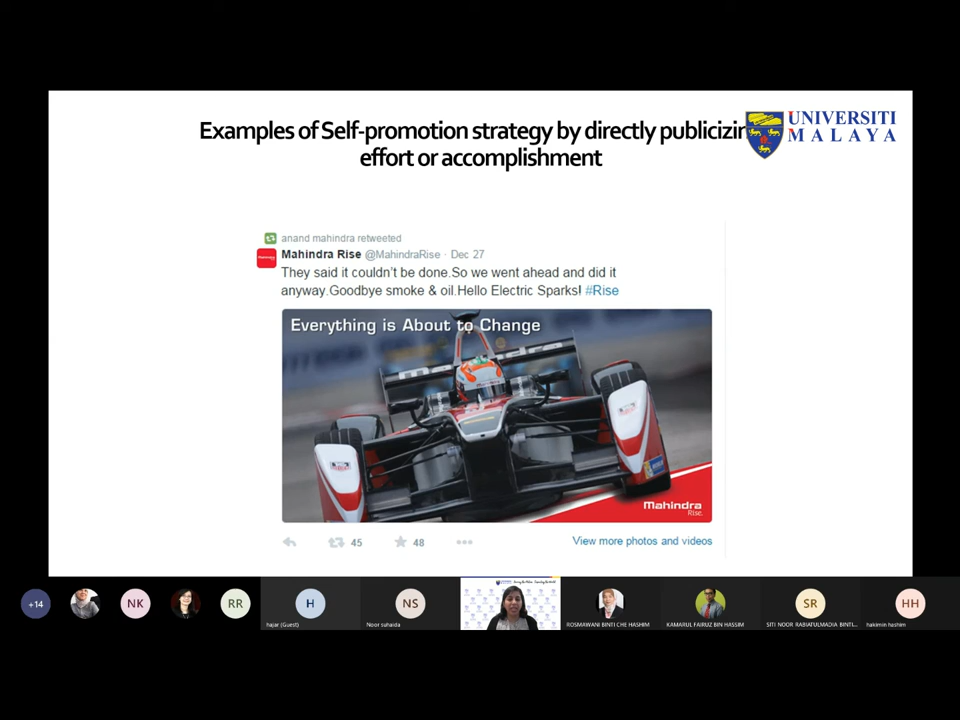 Examples of Self-promotion strategy by directly publicizin
effort or accomplishment
UNIVERSITI
MALAYA
anand mahindra retweeted
Mahindra Rise @MahindraRise · Dec 27
They said it couldn't be done.So we went ahead and did it
anyway.Goodbye smoke & oil.Hello Electric Sparks! #Rise
Everything is About to Change
Mahindra
Rise.
45
48
View more photos and videos
+14
NK
RR
H
hajar (Guest)
NS
Noor suhaida
ROSMAWANI BINTI CHE HASHIM
KAMARUL FAIRUZ BIN HASSIM
SR
SITI NOOR RABIATULMADIA BINTI...
HH
hakimin hashim